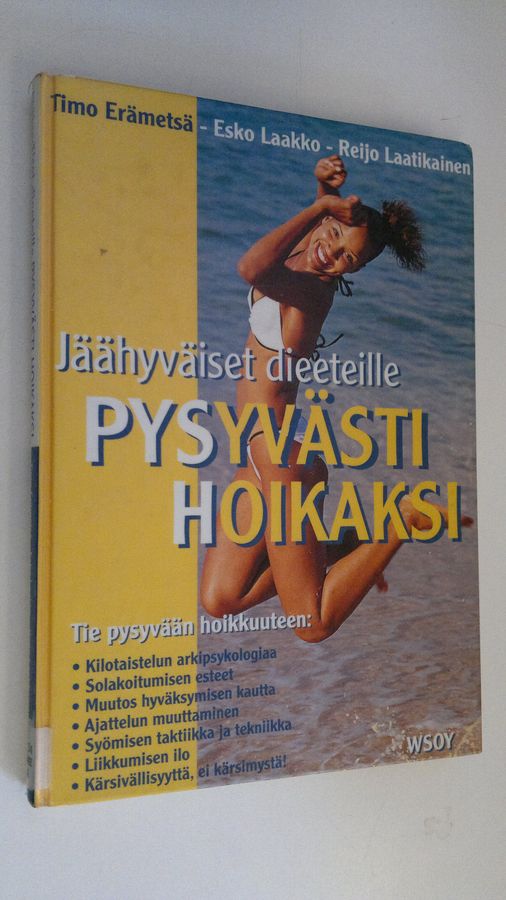 Timo Erämetsä - Esko Laakko - Reijo Laatikainen
Jäähyväiset dieeteille
PYSYVÄSTI
HOIKAKSI
Tie pysyvään hoikkuuteen:
• Kilotaistelun arkipsykologiaa
• Solakoitumisen esteet
• Muutos hyväksymisen kautta
• Ajattelun muuttaminen
• Syömisen taktiikka ja tekniikka
• Liikkumisen ilo
• Kärsivällisyyttä, ei kärsimystä!
WSOY